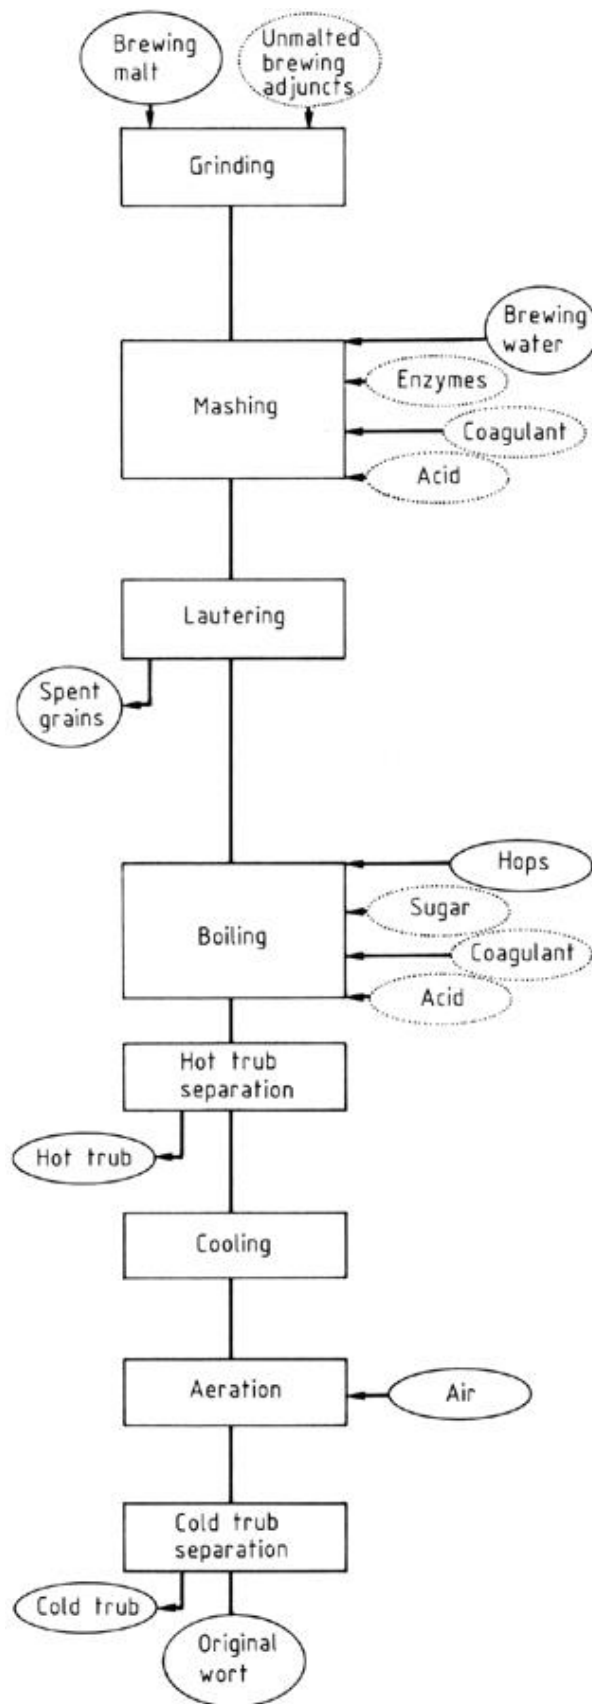 Brewing
malt
Unmalted
brewing
adjuncts
Grinding
Brewing
water
Enzymes
Mashing
Coagulant
Acid
Lautering
Spent
grains
Hops
Sugar
Boiling
Coagulant
Acid
Hot trub
separation
Hot trub
Cooling
Aeration
Air
Cold trub
separation
Cold trub
Original
wort